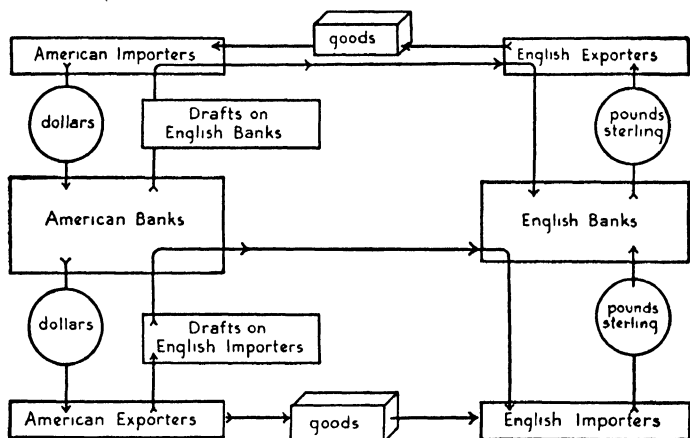 goods
American Importers
English Exporters
dollars
Drafts on
English Banks
pounds
sterling
American Banks
English Banks
dollars
Drafts on
English Importers
pounds
sterling
American Exporters
goods
English Importers